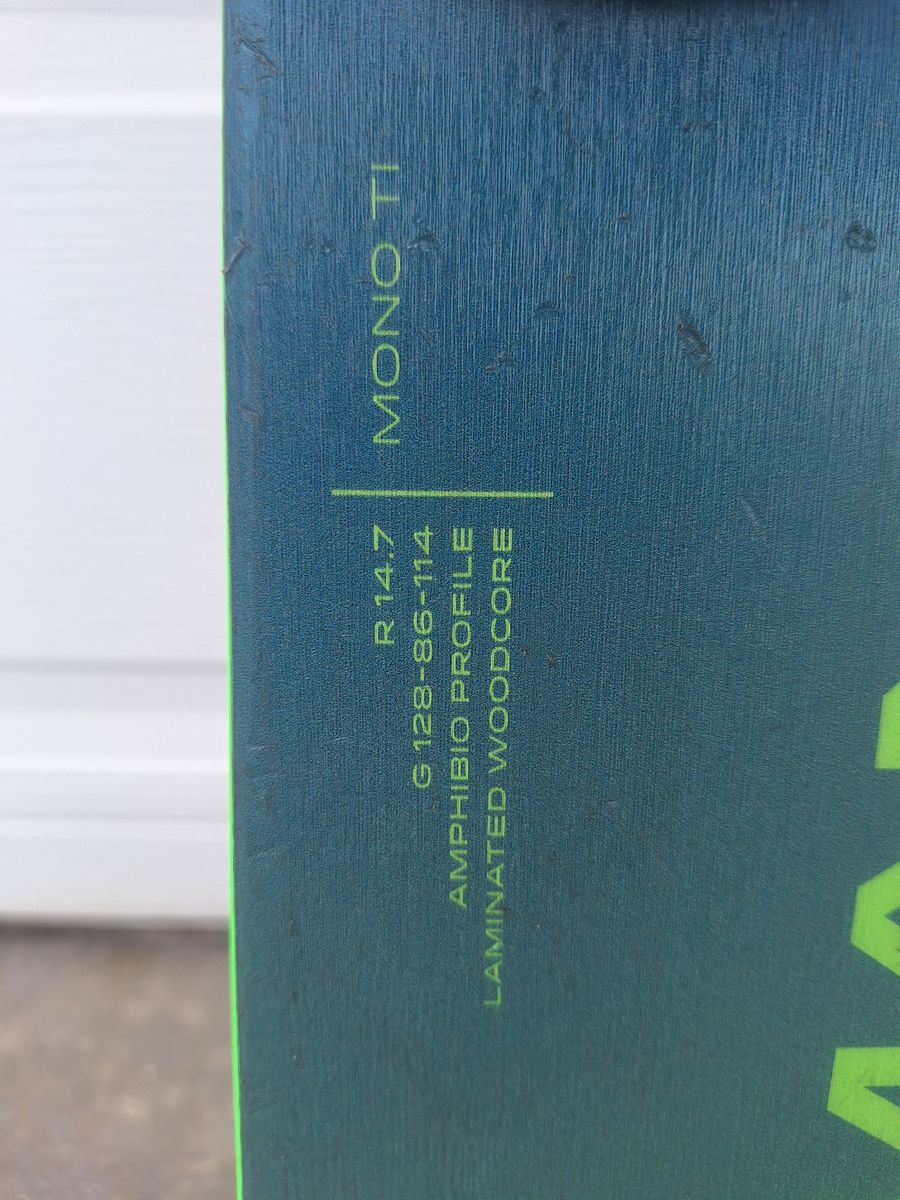 MONO TI
R 14.7
G 128-86-114
AMPHIBIO PROFILE
LAMINATED WOODCORE